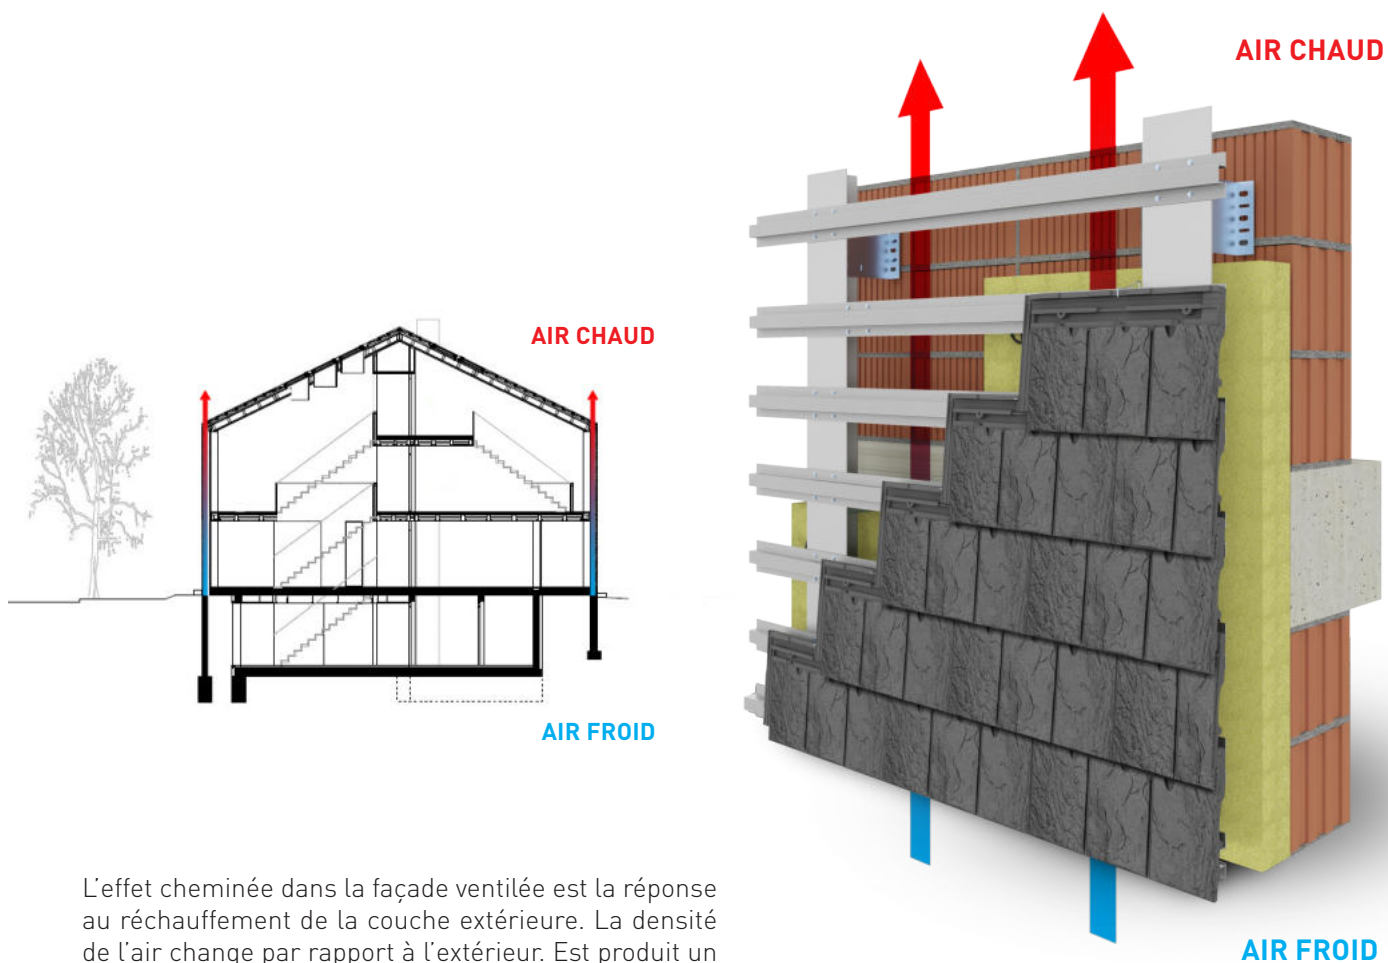 AIR CHAUD
AIR CHAUD
AIR FROID
L’effet cheminée dans la façade ventilée est la réponse
au réchauffement de la couche extérieure. La densité
de l’air change par rapport à l’extérieur. Est produit un
AIR FROID